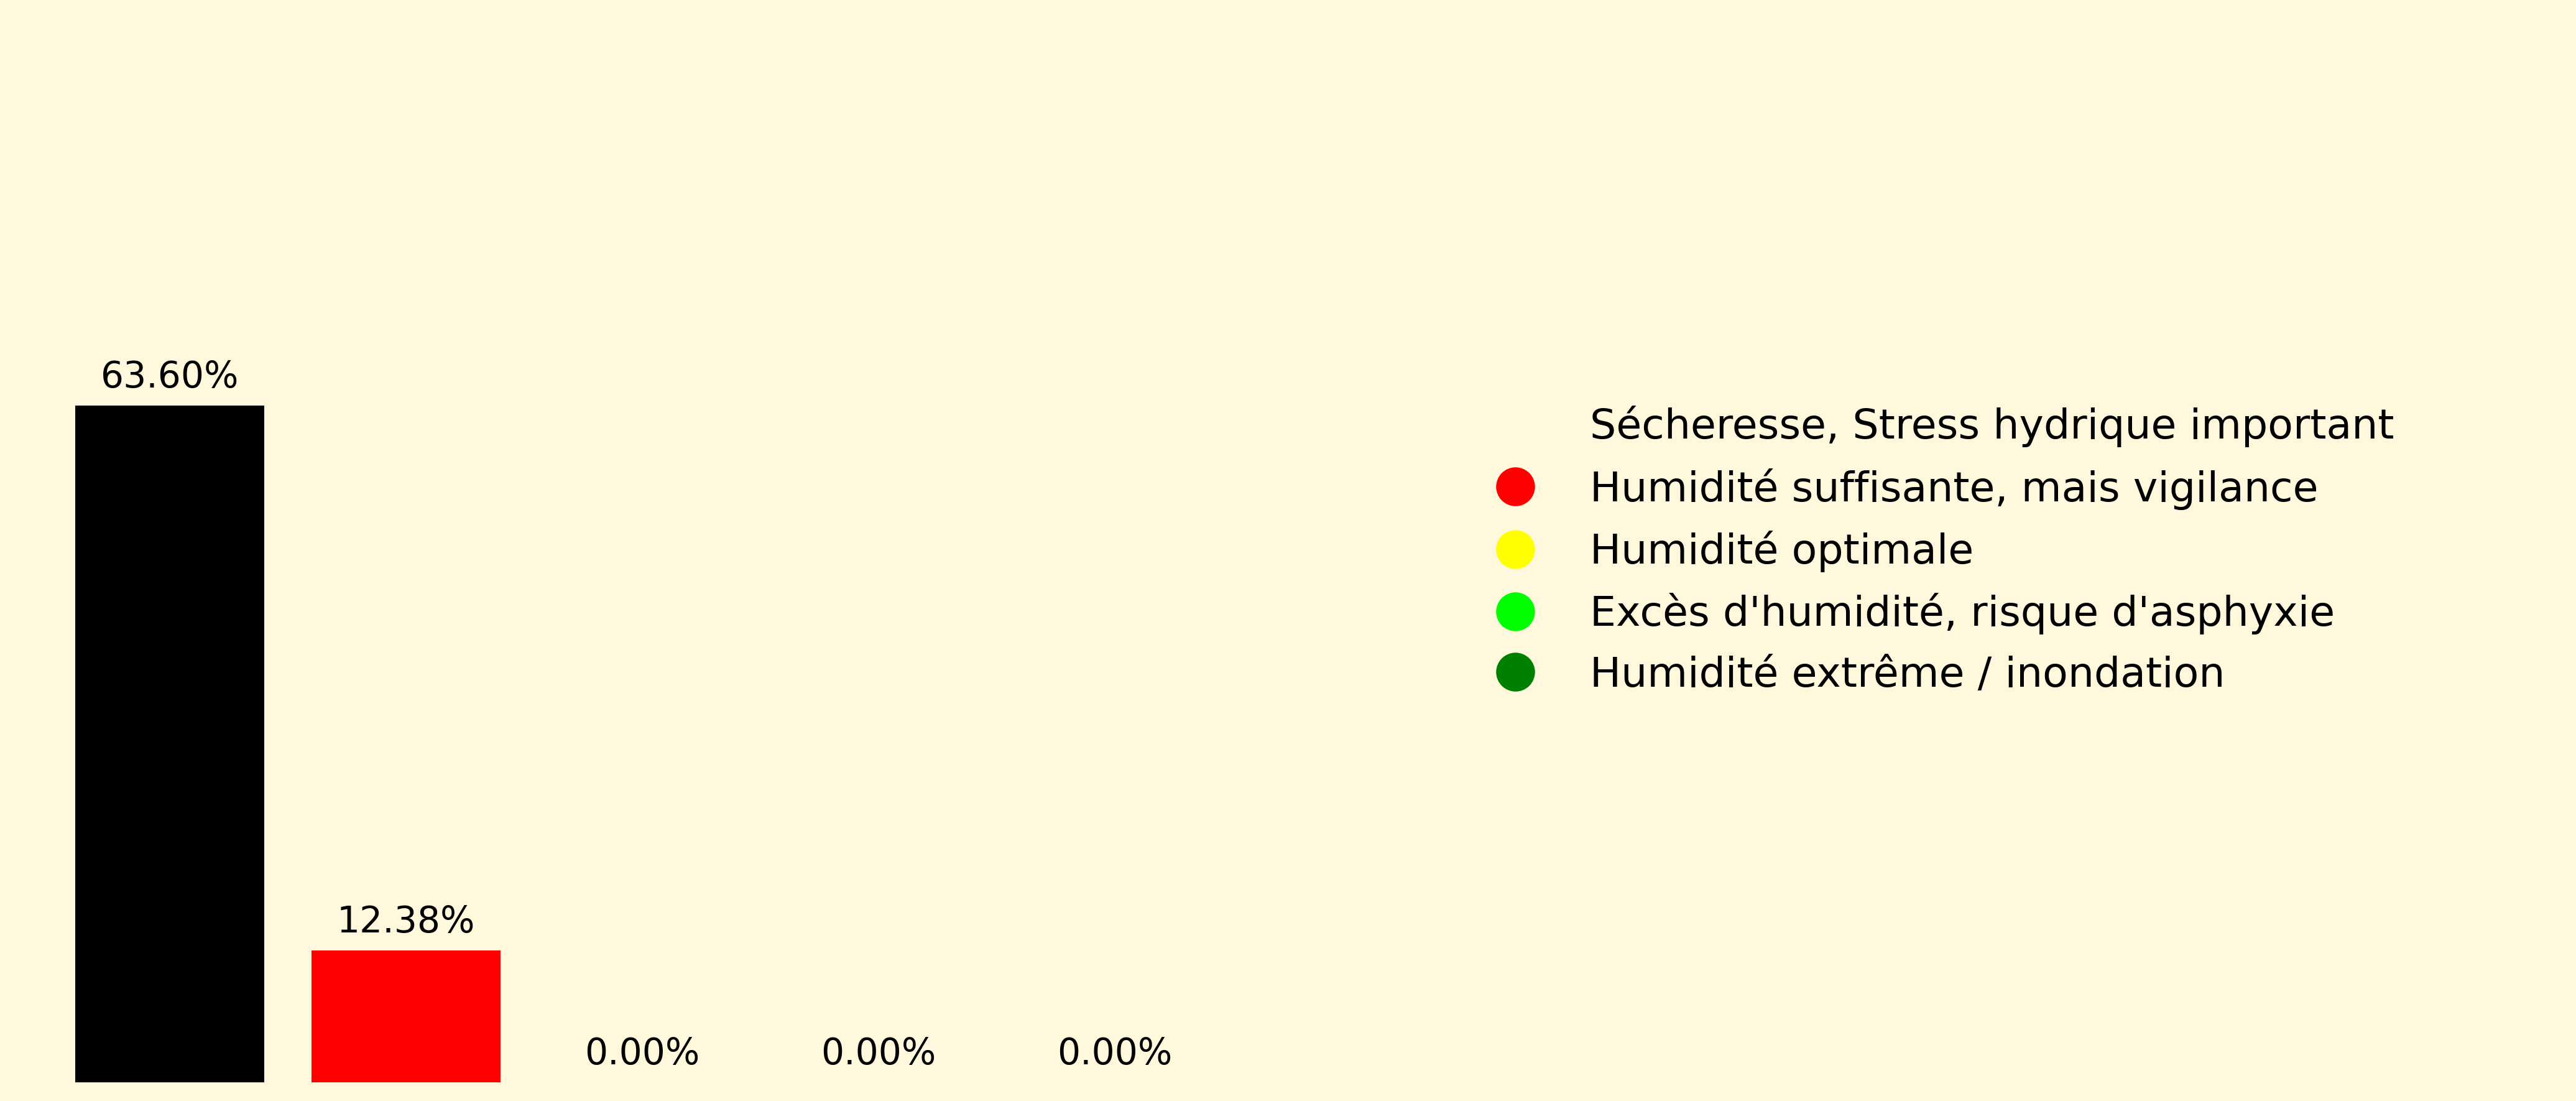 63.60%
12.38%
0.00%
0.00%
0.00%
Sécheresse, Stress hydrique important
Humidité suffisante, mais vigilance
Humidité optimale
Excès d'humidité, risque d'asphyxie
Humidité extrême / inondation